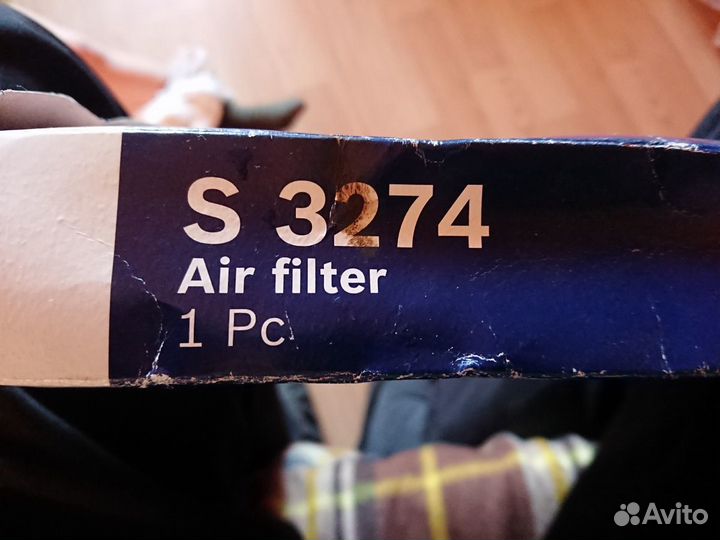 S 3274
Air filter
1 Pc
Avito